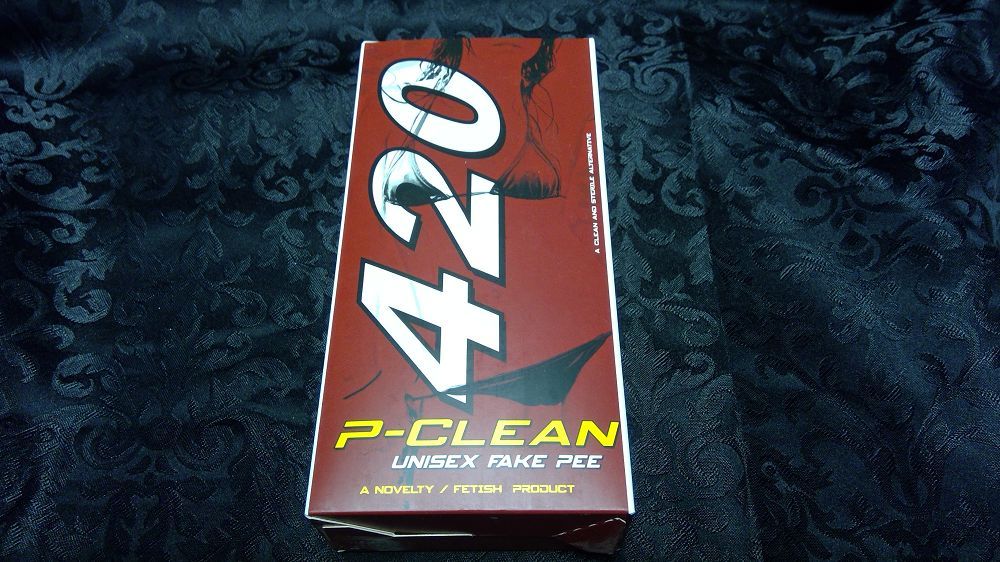 420
A CLEAN AND STERILE ALTERNATIVE
P-CLEAN
UNISEX FAKE PEE
A NOVELTY / FETISH PRODUCT